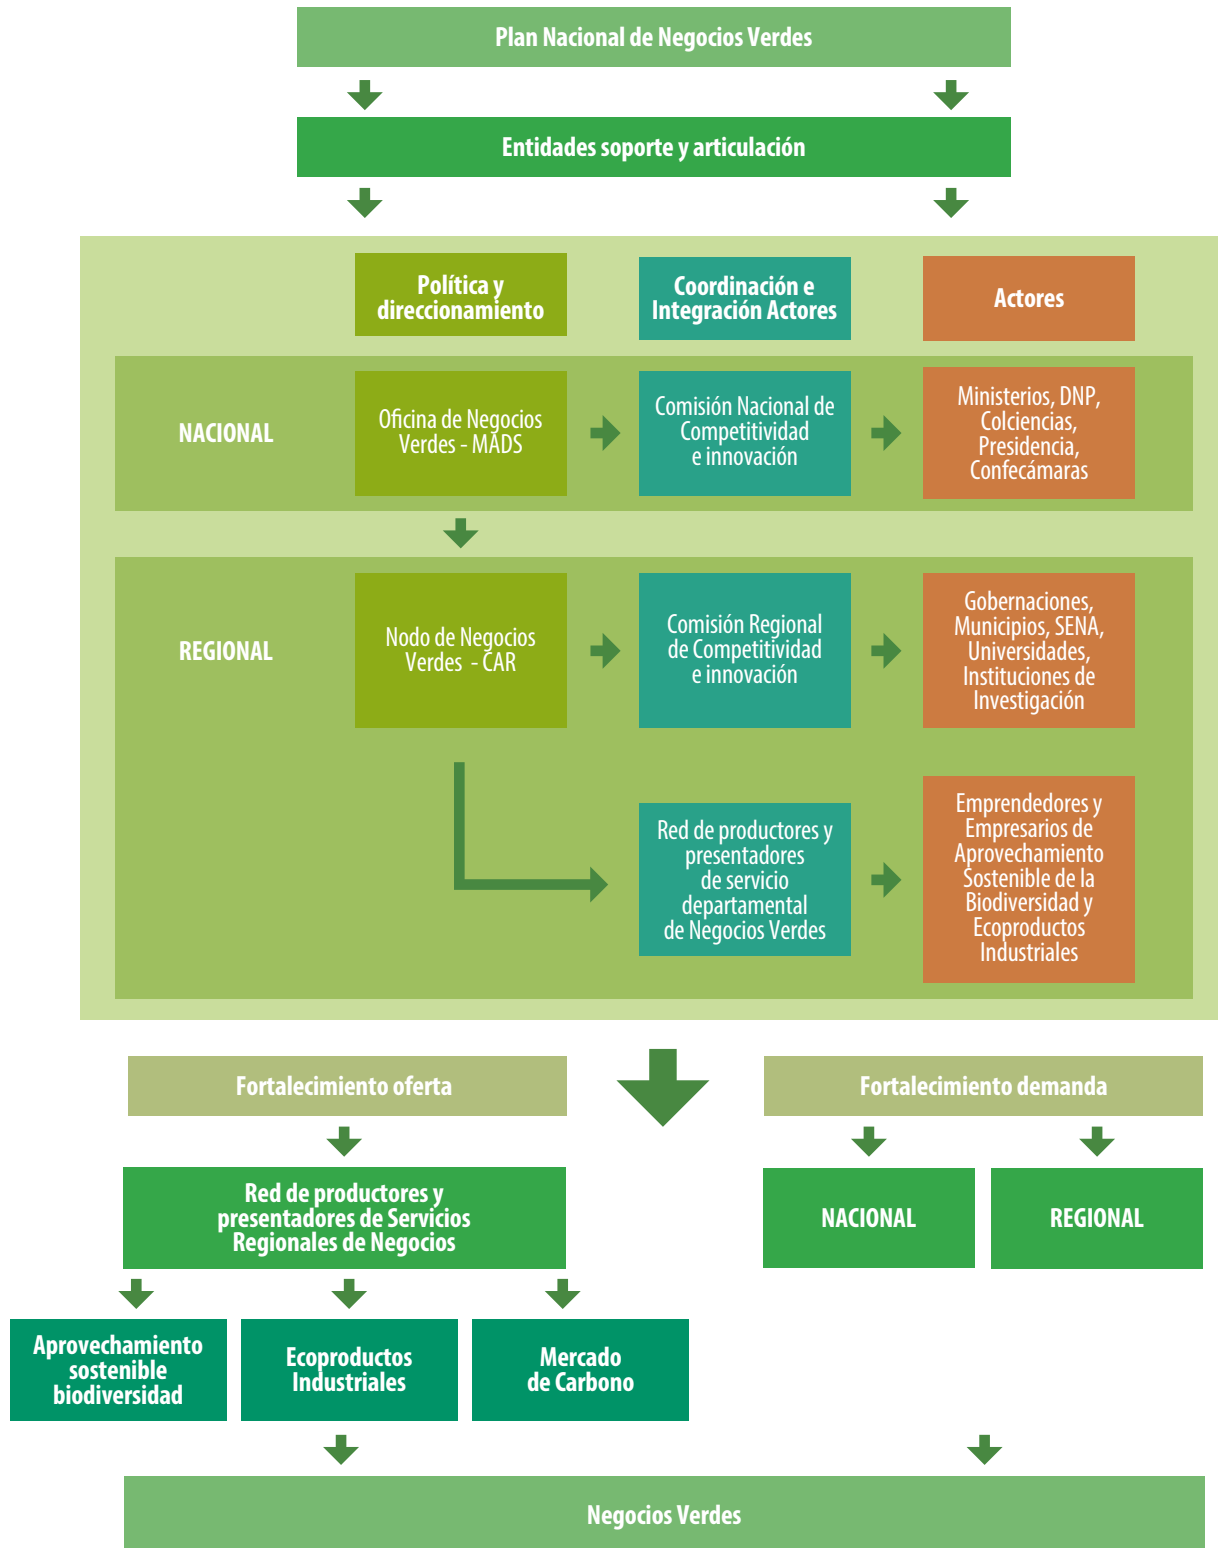 Plan Nacional de Negocios Verdes
Entidades soporte y articulación
Política y
direccionamiento
Coordinación e
Integración Actores
Actores
NACIONAL
Oficina de Negocios
Verdes - MADS
Comisión Nacional de
Competitividad
e innovación
Ministerios, DNP,
Colciencias,
Presidencia,
Confecámaras
REGIONAL
Nodo de Negocios
Verdes - CAR
Comisión Regional
de Competitividad
e innovación
Gobernaciones,
Municipios, SENA,
Universidades,
Instituciones de
Investigación
Red de productores y
presentadores
de servicio
departamental
de Negocios Verdes
Emprendedores y
Empresarios de
Aprovechamiento
Sostenible de la
Biodiversidad y
Ecoproductos
Industriales
Fortalecimiento oferta
Fortalecimiento demanda
Red de productores y
presentadores de Servicios
Regionales de Negocios
NACIONAL
REGIONAL
Aprovechamiento
sostenible
biodiversidad
Ecoproductos
Industriales
Mercado
de Carbono
Negocios Verdes